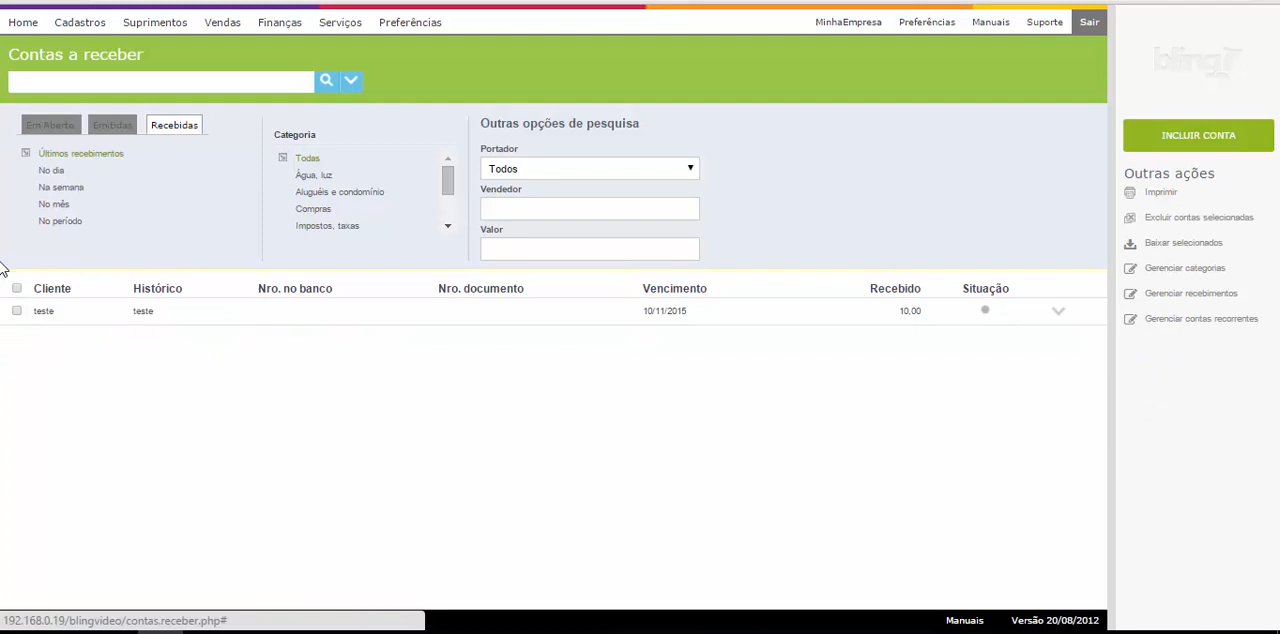 Home Cadastros Suprimentos Vendas Finanças Serviços Preferências MinhaEmpresa Preferências Manuais Suporte Sair
Contas a receber
Em Aberto Emitidas Recebidas
Últimos recebimentos
No dia
Na semana
No mês
No período
Categoria
Todas
Água, luz
Aluguéis e condomínio
Compras
Impostos, taxas
Outras opções de pesquisa
Portador
Todos
Vendedor
Valor
Cliente Histórico Nro. no banco Nro. documento Vencimento Recebido Situação
teste teste 10/11/2015 10,00
bling
INCLUIR CONTA
Outras ações
Imprimir
Excluir contas selecionadas
Baixar selecionados
Gerenciar categorias
Gerenciar recebimentos
Gerenciar contas recorrentes
192.168.0.19/blingvideo/contas.receber.php#
Manuais Versão 20/08/2012